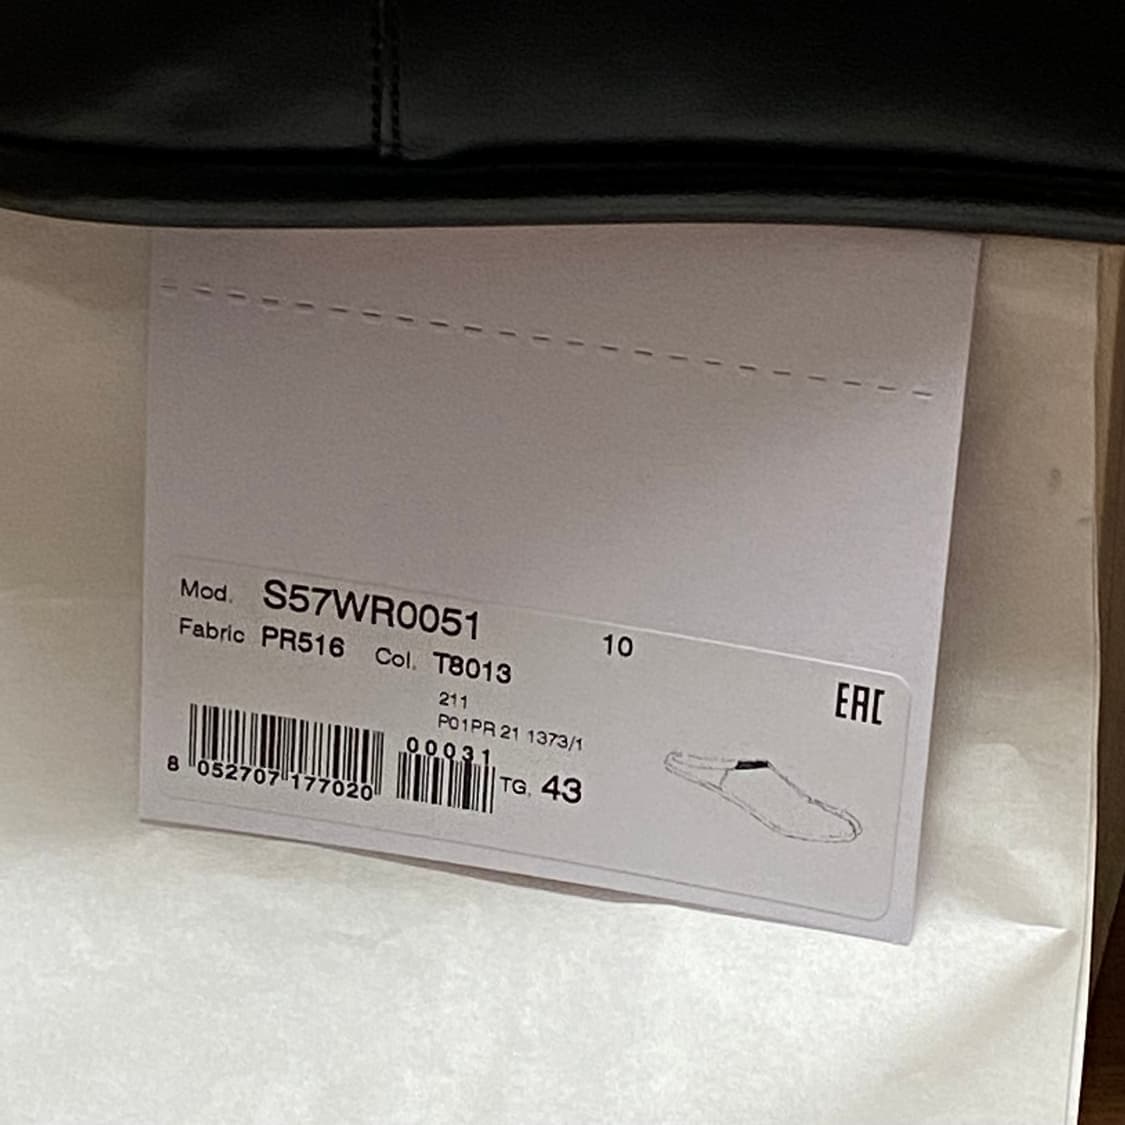 Mod. S57WR0051 10
Fabric PR516 Col. T8013
EAC
211
P01PR 21 1373/1
00031
8 052707 177020 TG. 43